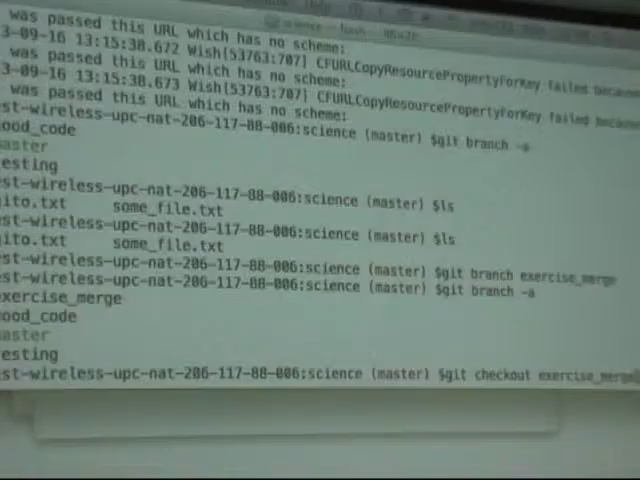 was passed this URL which has no scheme:
3-09-16 13:15:38.672 Wish[53763:707] CFURLCopyResourcePropertyForKey failed because
was passed this URL which has no scheme:
3-09-16 13:15:38.673 Wish[53763:707] CFURLCopyResourcePropertyForKey failed because
was passed this URL which has no scheme:
st-wireless-upc-nat-206-117-88-006:science (master) $git branch -a
ood_code
aster
esting
st-wireless-upc-nat-206-117-88-006:science (master) $ls
ito.txt some_file.txt
st-wireless-upc-nat-206-117-88-006:science (master) $ls
ito.txt some_file.txt
st-wireless-upc-nat-206-117-88-006:science (master) $git branch exercise_merge
st-wireless-upc-nat-206-117-88-006:science (master) $git branch -a
exercise_merge
ood_code
aster
esting
st-wireless-upc-nat-206-117-88-006:science (master) $git checkout exercise_merge